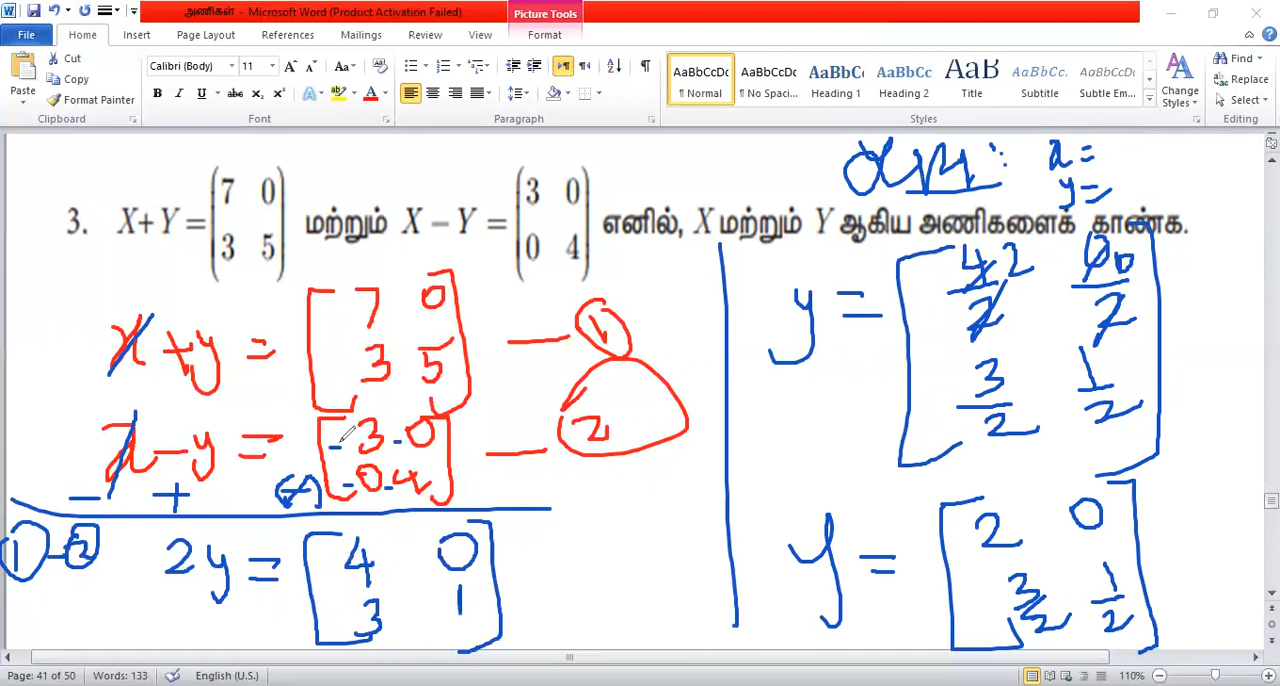 அணிகள் - Microsoft Word (Product Activation Failed)
Picture Tools
File Home Insert Page Layout References Mailings Review View Format
Cut
Copy
Format Painter
Paste
Calibri (Body) 11
AaBbCcDc AaBbCcDc AaBbC AaBbCc AaB AaBbCc. AaBbCcDc
¶ Normal ¶ No Spaci... Heading 1 Heading 2 Title Subtitle Subtle Em...
Change Styles
Find
Replace
Select
Clipboard Font Paragraph Styles Editing
3. X+Y = (7 0 3 5) மற்றும் X − Y = (3 0 0 4) எனில், X மற்றும் Y ஆகிய அணிகளைக் காண்க.
x =
y =
x + y = [7 0 3 5] — 1
x − y = [-3 -0 -0 -4] — 2
− + (-)
1 - 2 2y = [4 0 3 1]
y = [4/2 2 0/2 0 3/2 1/2]
y = [2 0 3/2 1/2]
Page: 41 of 50 Words: 133 English (U.S.) 110%